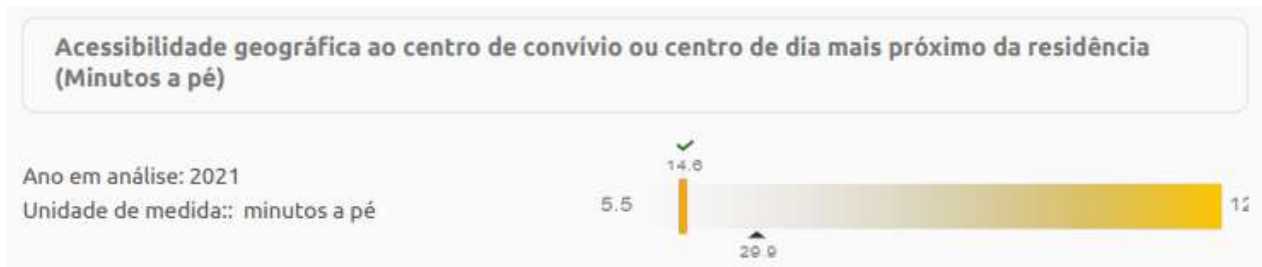 Acessibilidade geográfica ao centro de convívio ou centro de dia mais próximo da residência
(Minutos a pé)
14.6
Ano em análise: 2021
Unidade de medida:: minutos a pé
5.5
12
29.9